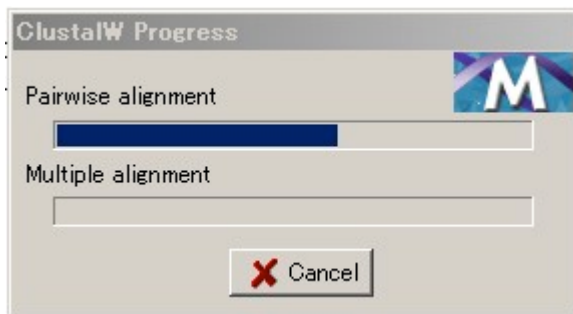 ClustalW Progress
M
Pairwise alignment
Multiple alignment
Cancel